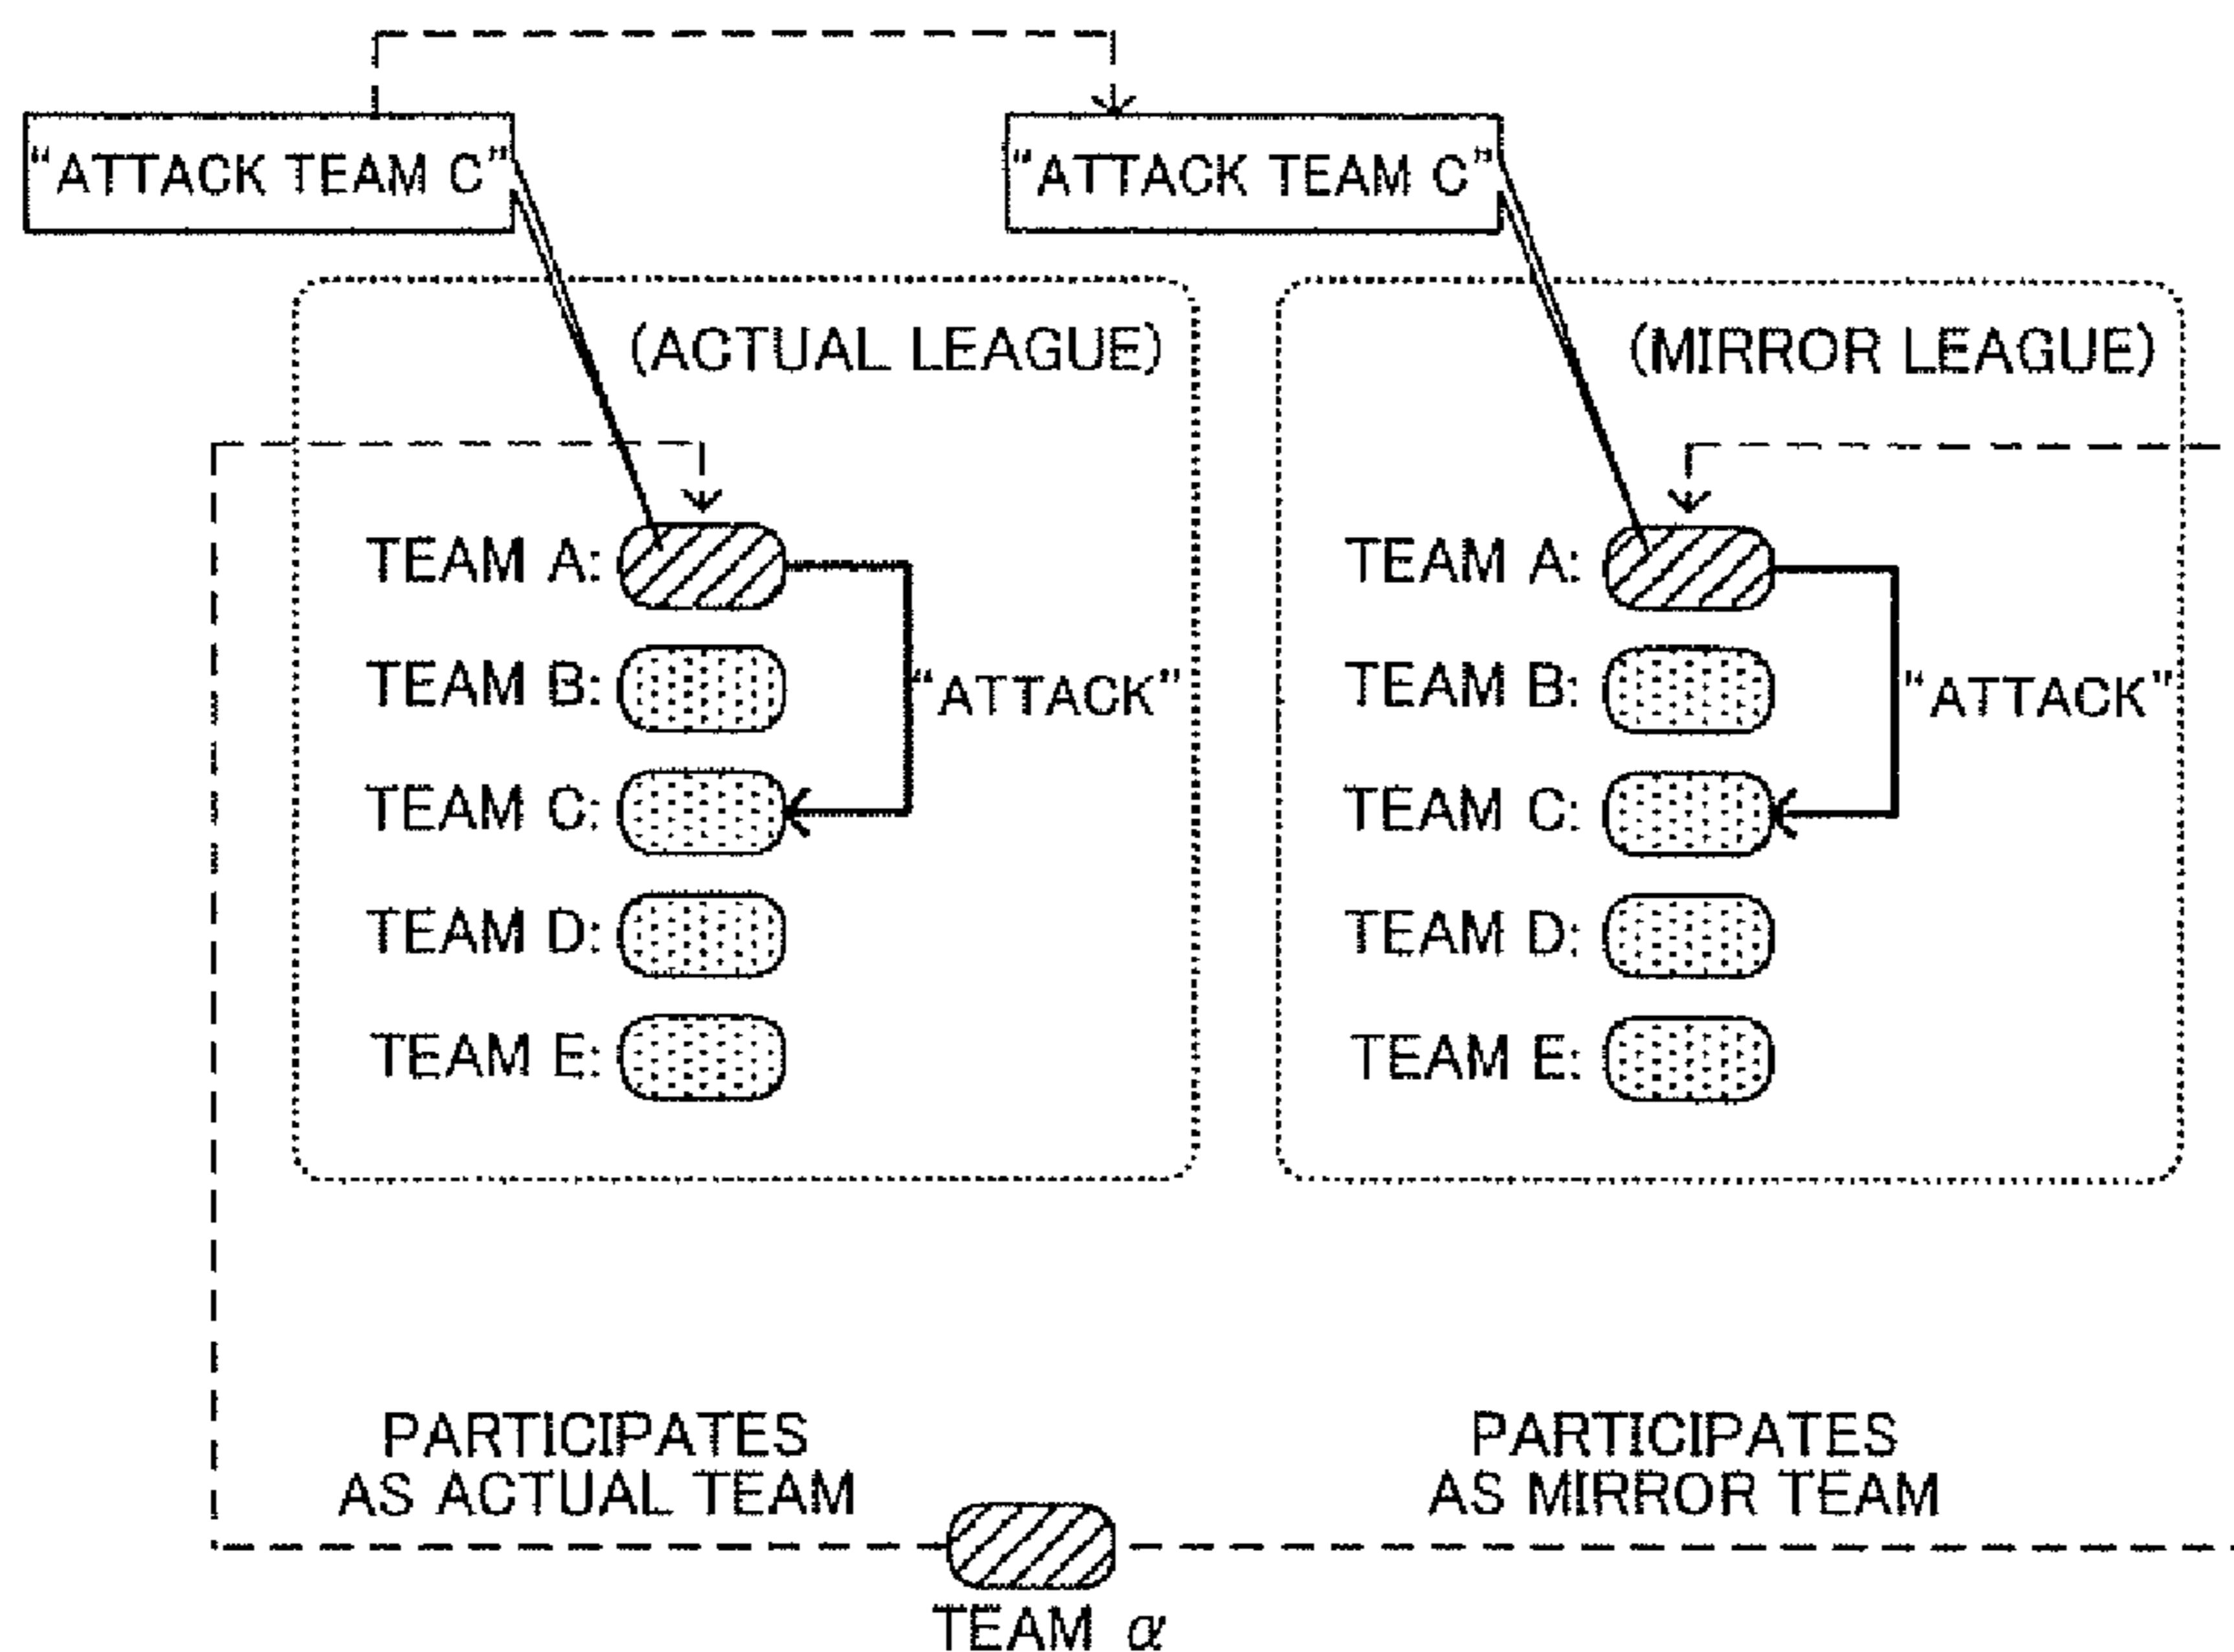 “ATTACK TEAM C”
“ATTACK TEAM C”
(ACTUAL LEAGUE)
TEAM A:
TEAM B:
“ATTACK”
TEAM C:
TEAM D:
TEAM E:
(MIRROR LEAGUE)
TEAM A:
TEAM B:
“ATTACK”
TEAM C:
TEAM D:
TEAM E:
PARTICIPATES
AS ACTUAL TEAM
PARTICIPATES
AS MIRROR TEAM
TEAM α